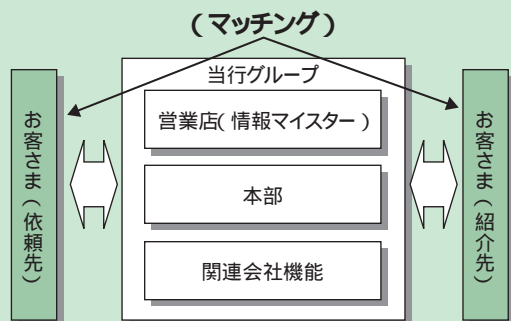 （マッチング）
当行グループ
営業店（情報マイスター）
本部
関連会社機能
お客さま（依頼先）
お客さま（紹介先）